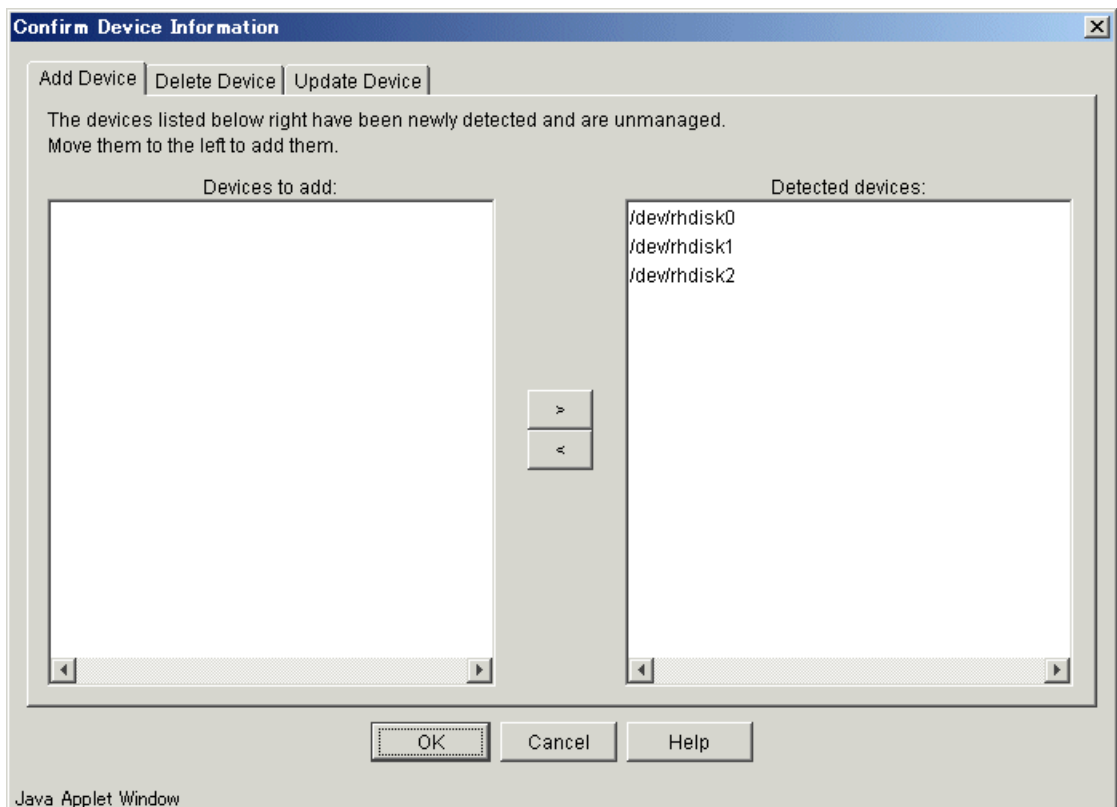 Confirm Device Information
Add Device Delete Device Update Device
The devices listed below right have been newly detected and are unmanaged.
Move them to the left to add them.
Devices to add: Detected devices:
/dev/rhdisk0
/dev/rhdisk1
/dev/rhdisk2
>
<
OK Cancel Help
Java Applet Window